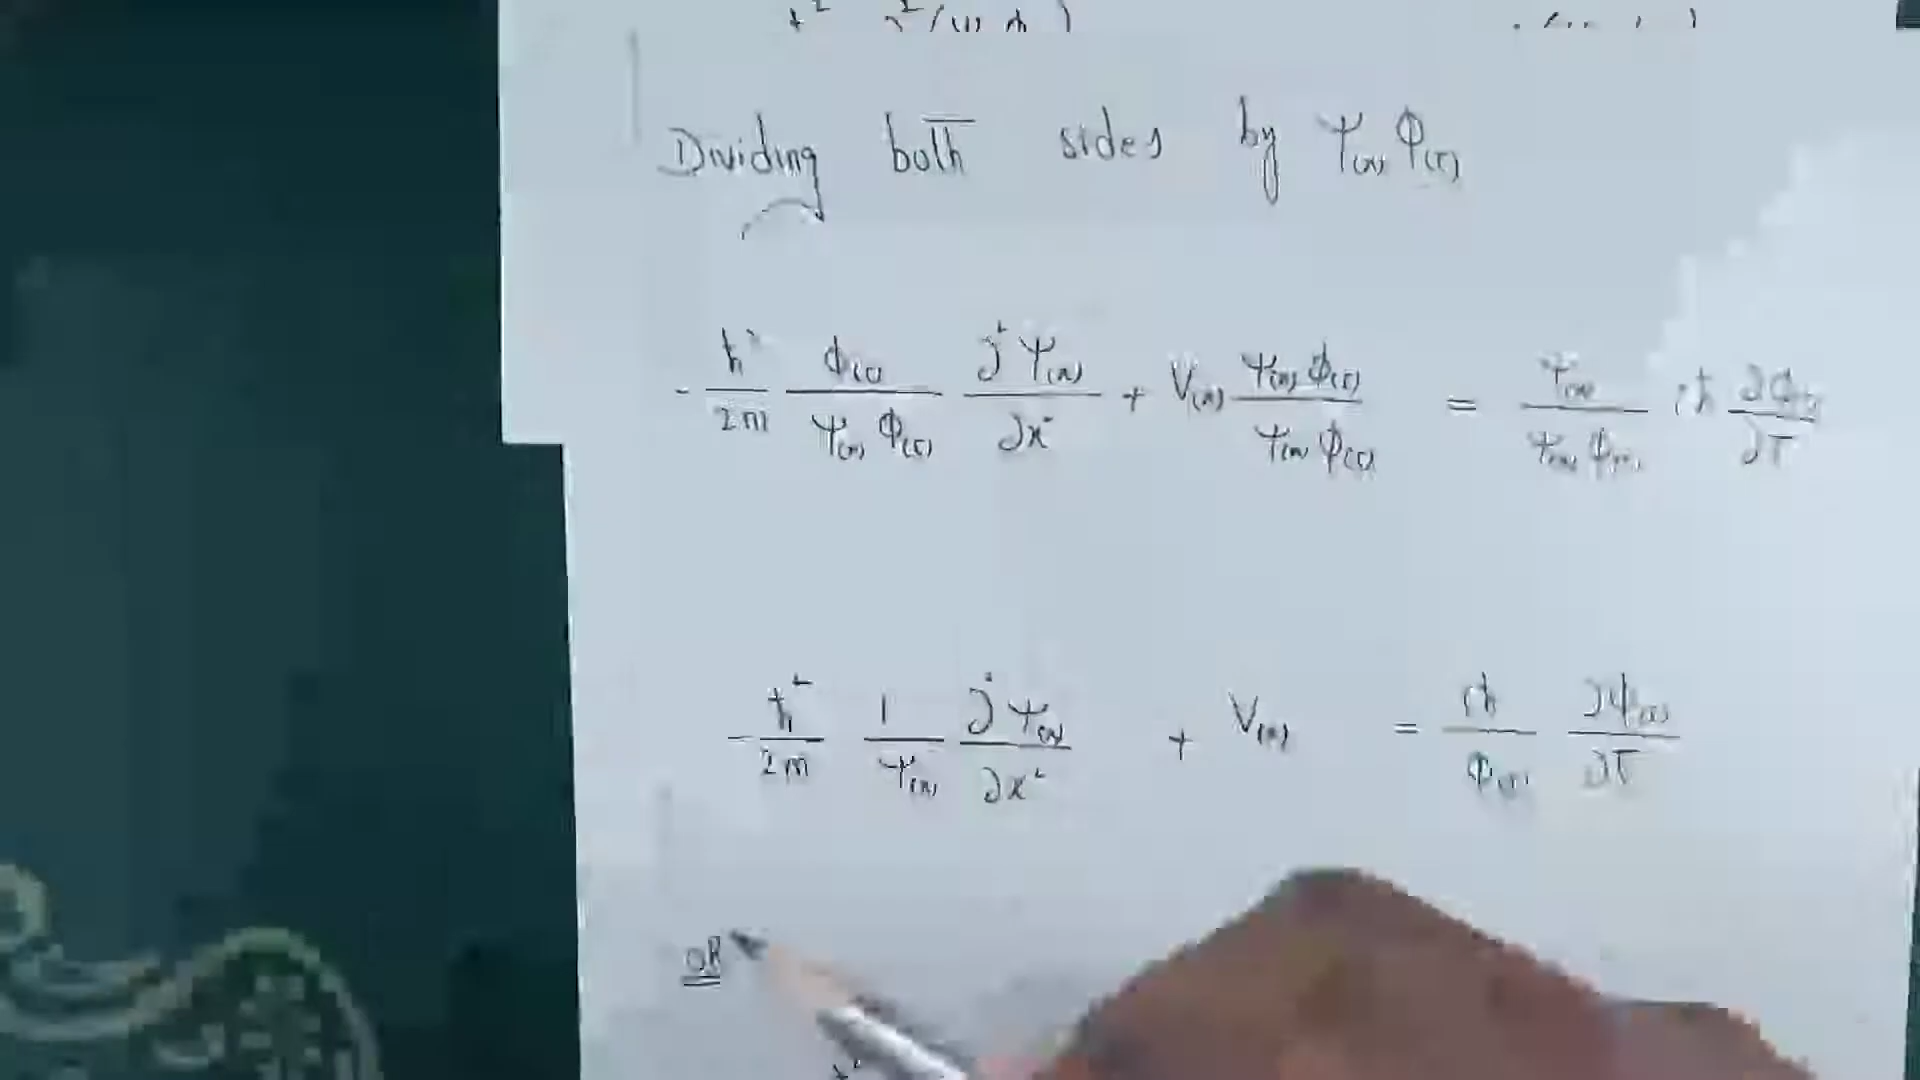 Dividing both sides by Ψ(x) Φ(t)
- ħ²/2m Φ(t)/Ψ(x) Φ(t) ∂²Ψ(x)/∂x² + V(x) Ψ(x) Φ(t)/Ψ(x) Φ(t) = Ψ(x)/Ψ(x) Φ(t) iħ ∂Φ(t)/∂t
- ħ²/2m 1/Ψ(x) ∂²Ψ(x)/∂x² + V(x) = iħ/Φ(t) ∂ϕ(t)/∂t
OR